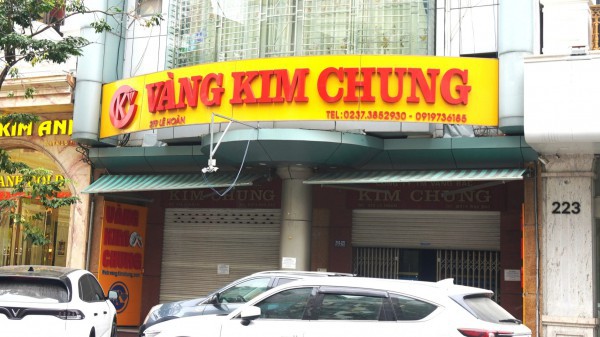 VÀNG KIM CHUNG
219 LÊ HOÀN
TEL: 0237.3852930 - 0919736185
KIM ANH
KIM CHUNG
KIM CHUNG
VÀNG
KIM
CHUNG
223